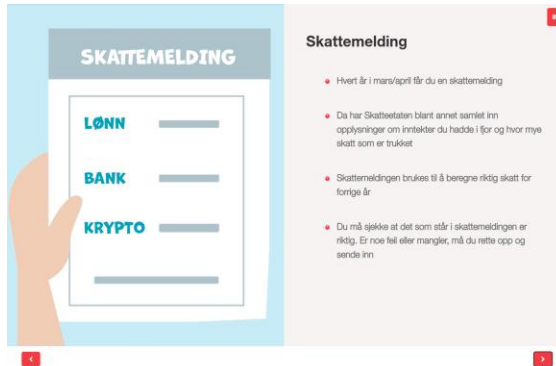 SKATTEMELDING
LØNN
BANK
KRYPTO
Skattemelding
Hvert år i mars/april får du en skattemelding
Da har Skatteetaten blant annet samlet inn
opplysninger om inntekter du hadde i fjor og hvor mye
skatt som er trukket
Skattemeldingen brukes til å beregne riktig skatt for
forrige år
Du må sjekke at det som står i skattemeldingen er
riktig. Er noe feil eller mangler, må du rette opp og
sende inn